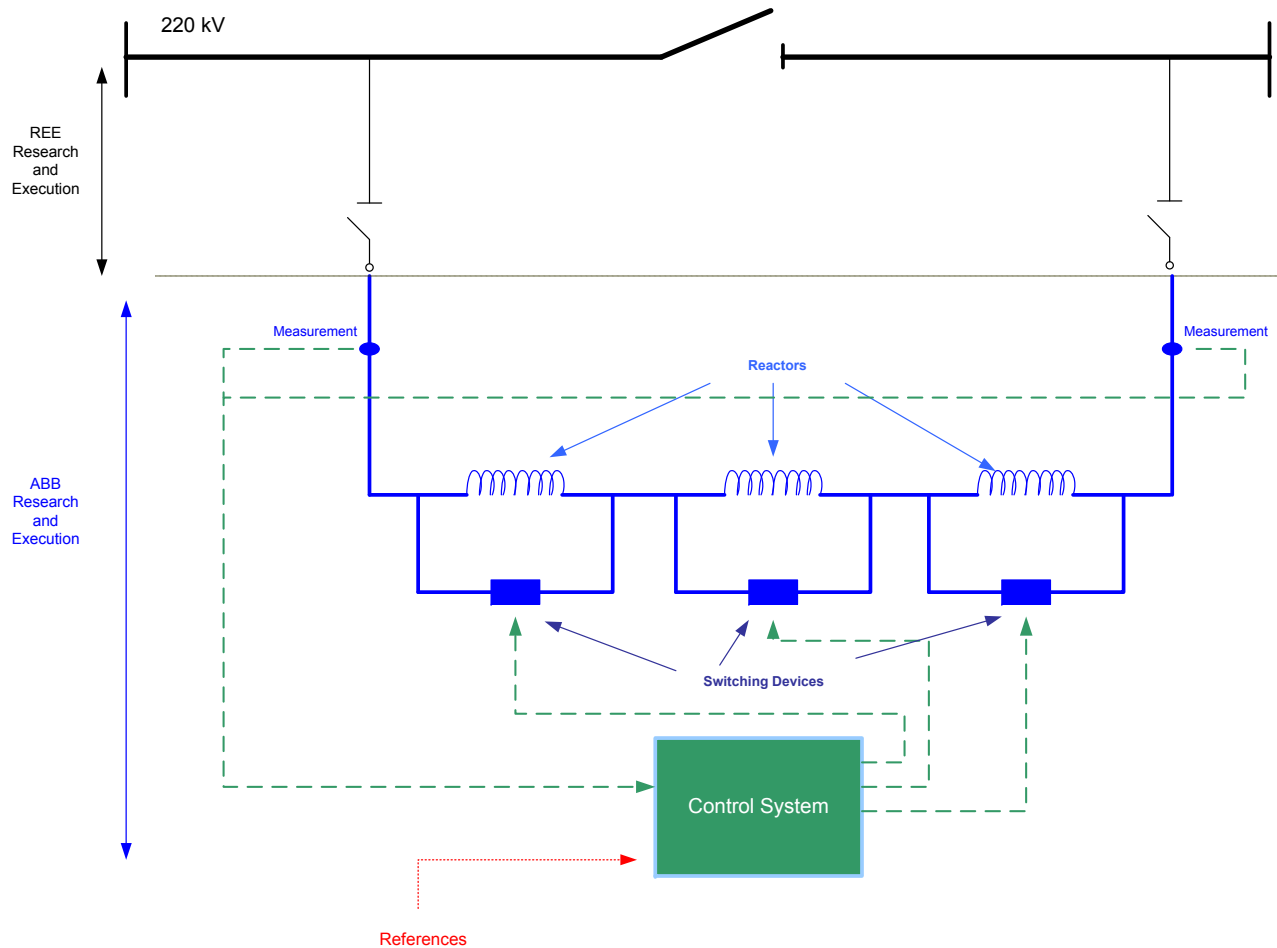 220 kV
REE
Research
and
Execution
Measurement
Measurement
Reactors
ABB
Research
and
Execution
Switching Devices
Control System
References